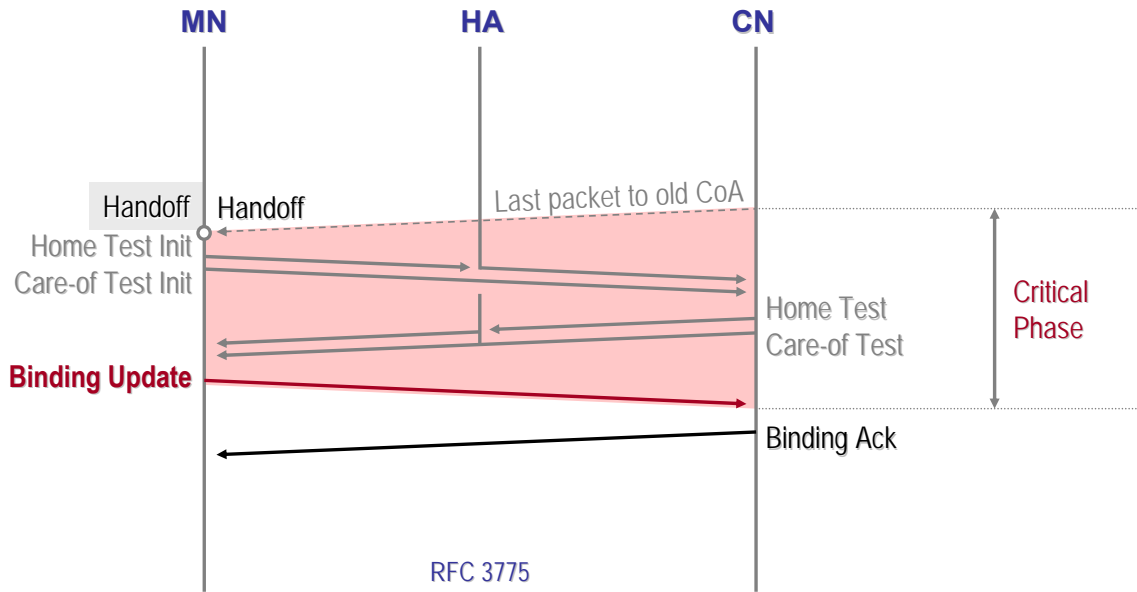 MN HA CN
Last packet to old CoA
Handoff Handoff
Home Test Init
Care-of Test Init
Home Test
Care-of Test
Critical
Phase
Binding Update
Binding Ack
RFC 3775